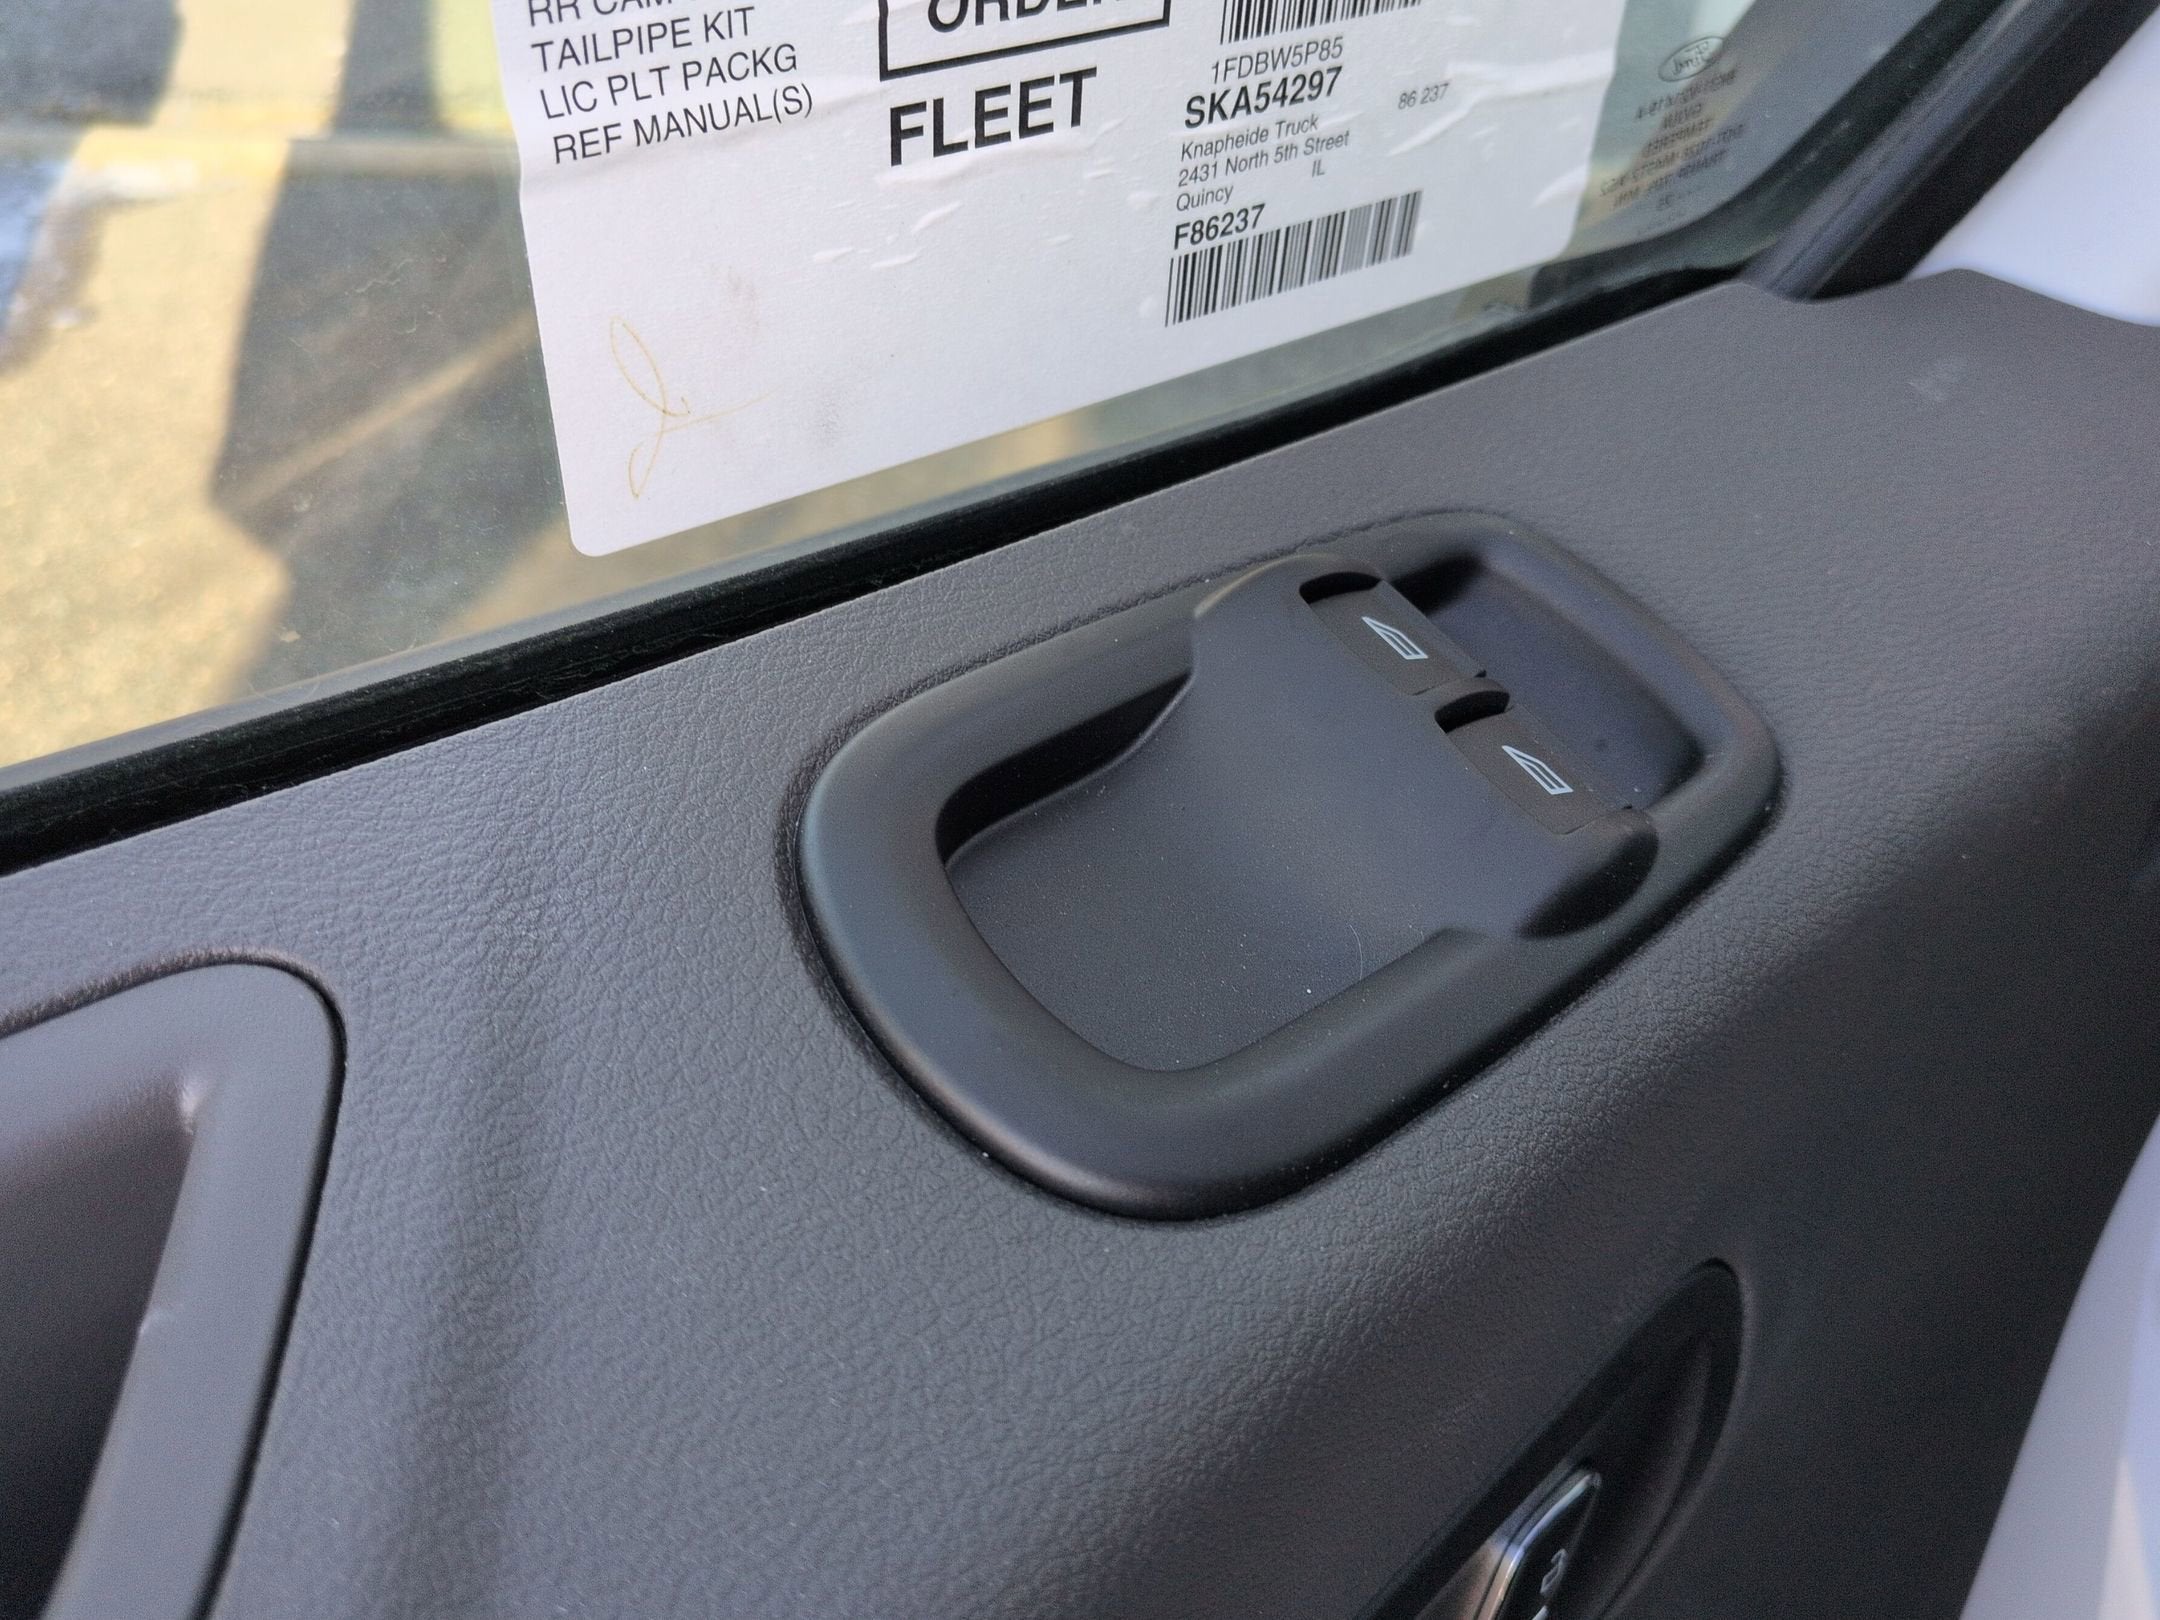 TAILPIPE KIT
LIC PLT PACKG
REF MANUAL(S)
ORDER
FLEET
1FDBW5P85
SKA54297
86 237
Knapheide Truck
2431 North 5th Street
Quincy IL
F86237